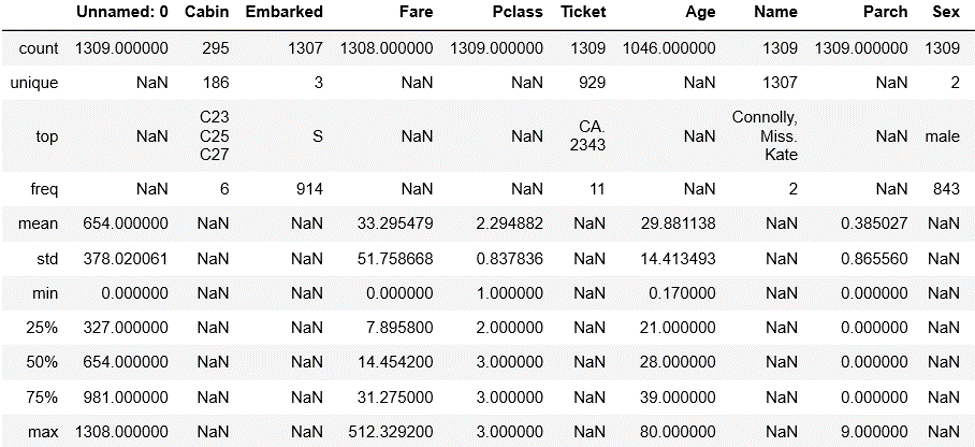 Unnamed: 0 Cabin Embarked Fare Pclass Ticket Age Name Parch Sex
count 1309.000000 295 1307 1308.000000 1309.000000 1309 1046.000000 1309 1309.000000 1309
unique NaN 186 3 NaN NaN 929 NaN 1307 NaN 2
top NaN C23 C25 C27 S NaN NaN CA. 2343 NaN Connolly, Miss. Kate NaN male
freq NaN 6 914 NaN NaN 11 NaN 2 NaN 843
mean 654.000000 NaN NaN 33.295479 2.294882 NaN 29.881138 NaN 0.385027 NaN
std 378.020061 NaN NaN 51.758668 0.837836 NaN 14.413493 NaN 0.865560 NaN
min 0.000000 NaN NaN 0.000000 1.000000 NaN 0.170000 NaN 0.000000 NaN
25% 327.000000 NaN NaN 7.895800 2.000000 NaN 21.000000 NaN 0.000000 NaN
50% 654.000000 NaN NaN 14.454200 3.000000 NaN 28.000000 NaN 0.000000 NaN
75% 981.000000 NaN NaN 31.275000 3.000000 NaN 39.000000 NaN 0.000000 NaN
max 1308.000000 NaN NaN 512.329200 3.000000 NaN 80.000000 NaN 9.000000 NaN